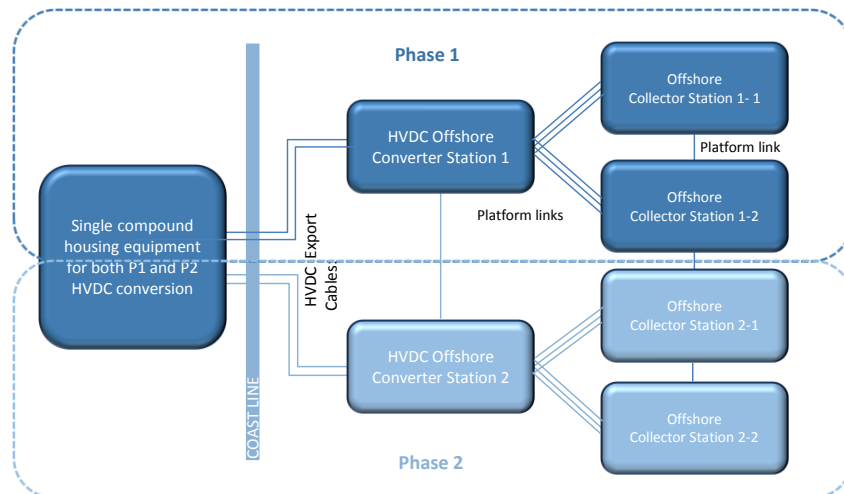 Phase 1
Offshore
Collector Station 1- 1
HVDC Offshore
Converter Station 1
Platform link
Offshore
Collector Station 1-2
Single compound
housing equipment
for both P1 and P2
HVDC conversion
Platform links
HVDC Export
Cables
Offshore
Collector Station 2-1
HVDC Offshore
Converter Station 2
COAST LINE
Offshore
Collector Station 2-2
Phase 2